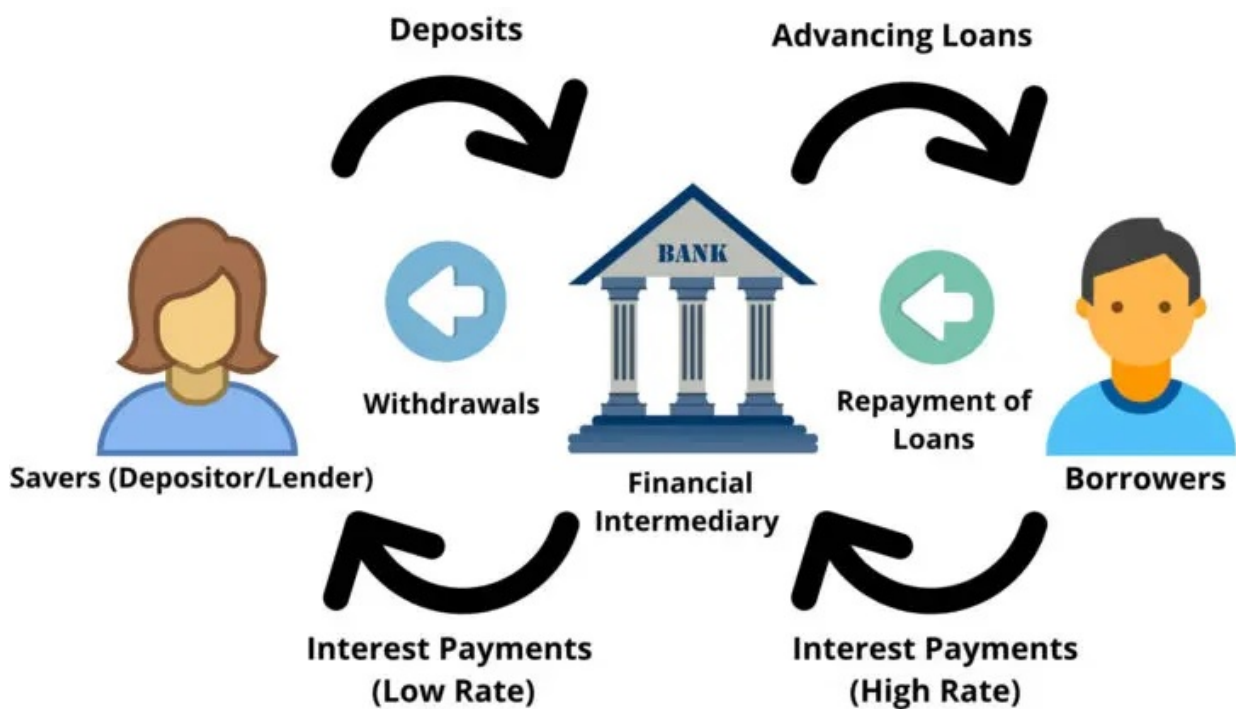 Deposits
Advancing Loans
BANK
Withdrawals
Repayment of
Loans
Savers (Depositor/Lender)
Financial
Intermediary
Borrowers
Interest Payments
(Low Rate)
Interest Payments
(High Rate)